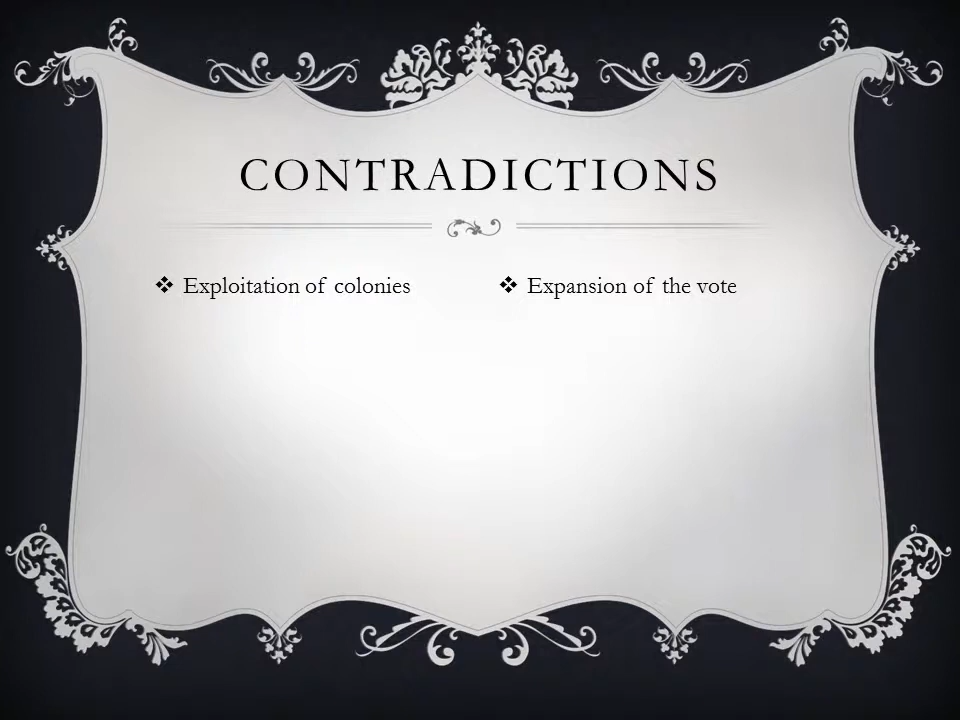 CONTRADICTIONS
❖ Exploitation of colonies
❖ Expansion of the vote